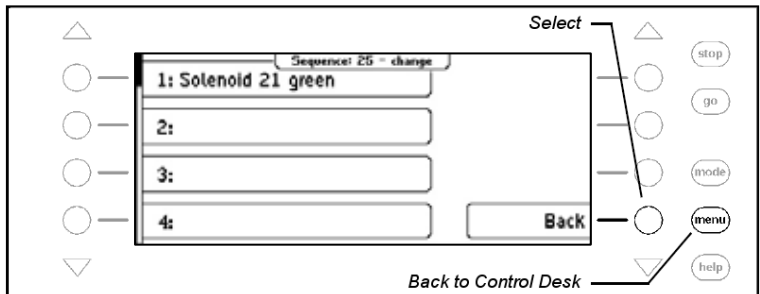 Select
stop
Sequence: 25 - change
1: Solenoid 21 green
go
2:
3:
mode
4:
Back
menu
help
Back to Control Desk